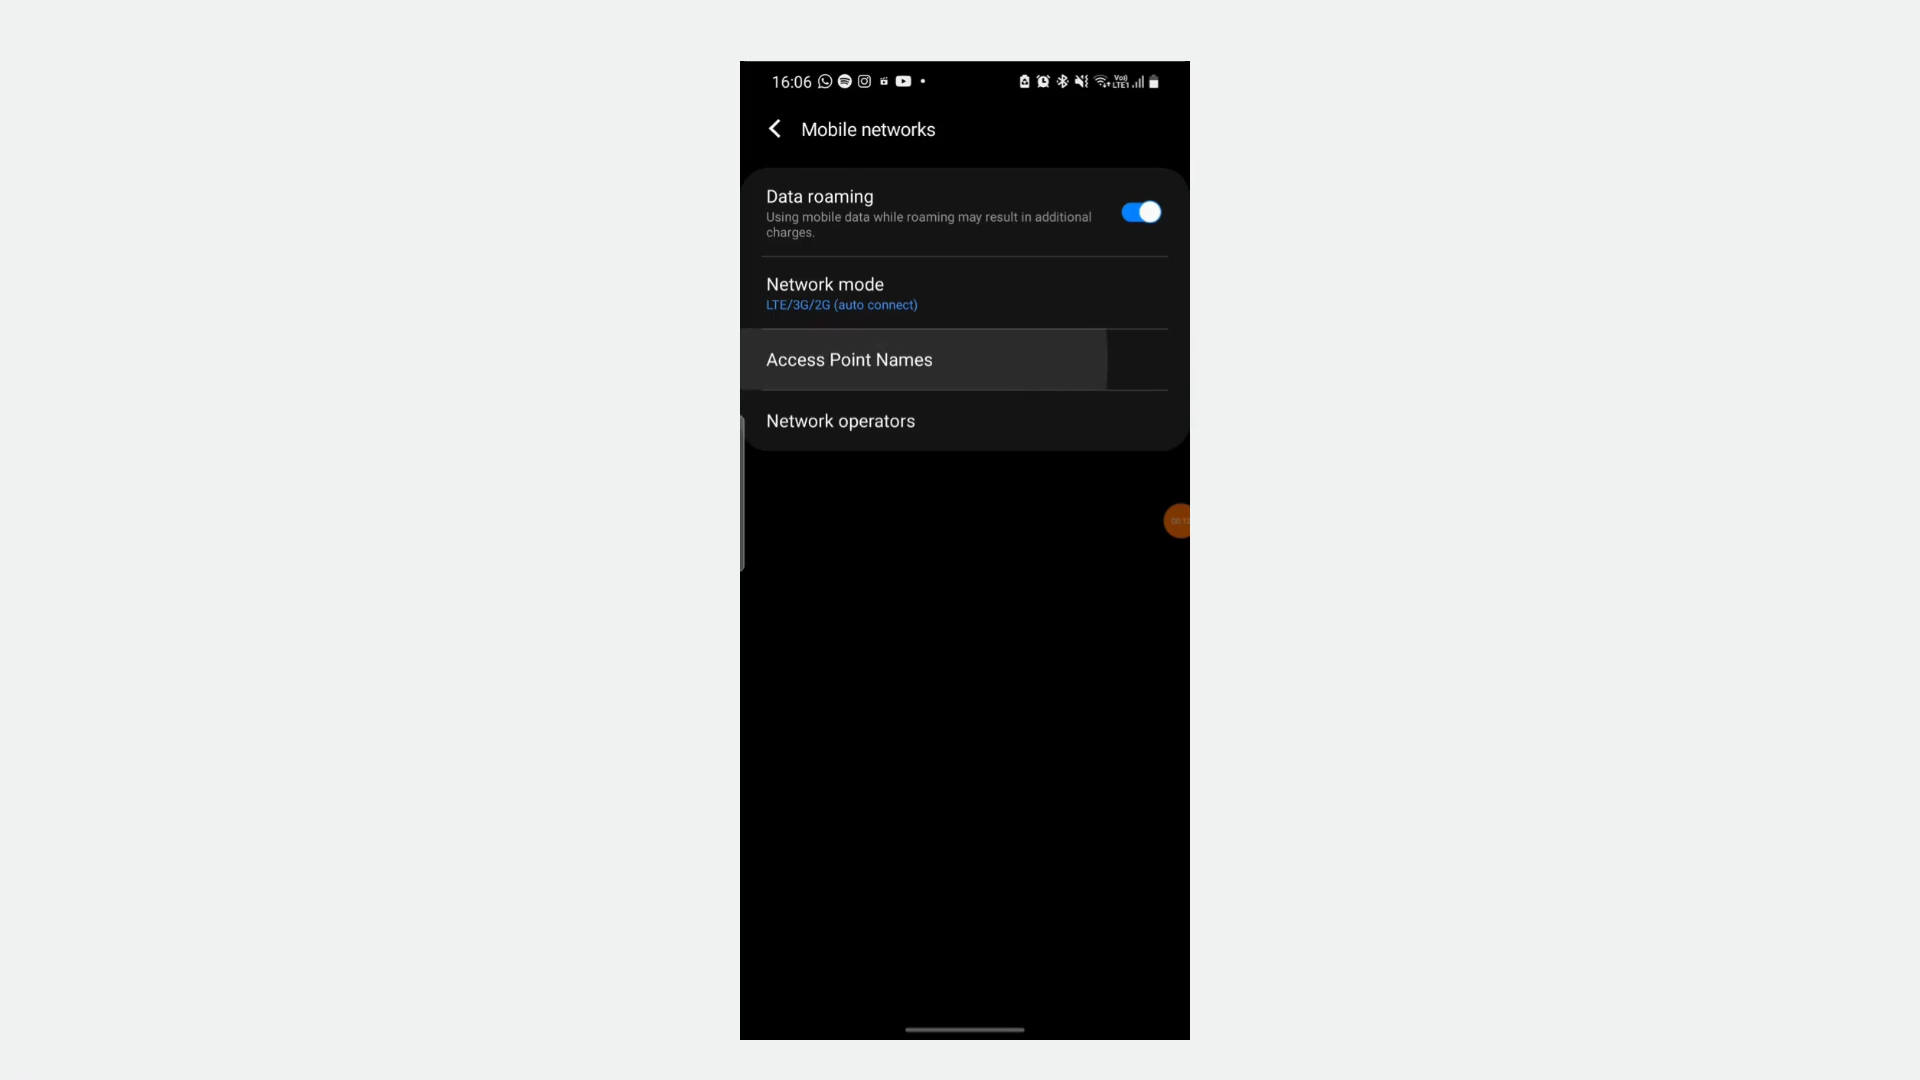 16:06
Mobile networks
Data roaming
Using mobile data while roaming may result in additional
charges.
Network mode
LTE/3G/2G (auto connect)
Access Point Names
Network operators